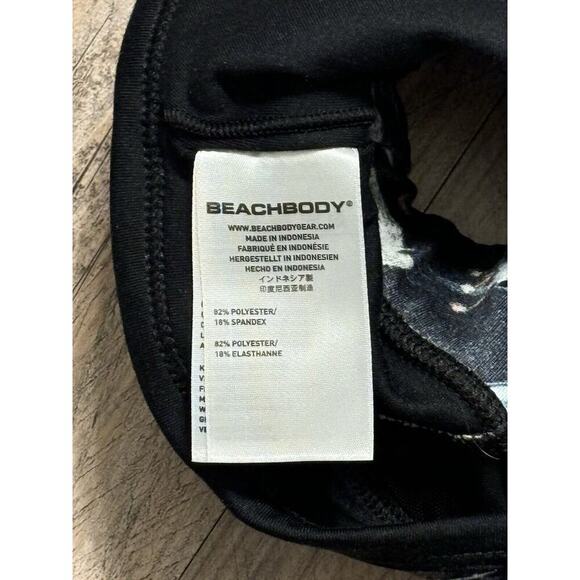 BEACHBODY®
WWW.BEACHBODYGEAR.COM
MADE IN INDONESIA
FABRIQUÉ EN INDONÉSIE
HERGESTELLT IN INDONESIEN
HECHO EN INDONESIA
インドネシア製
印度尼西亚制造
82% POLYESTER/
18% SPANDEX
82% POLYESTER/
18% ELASTHANNE